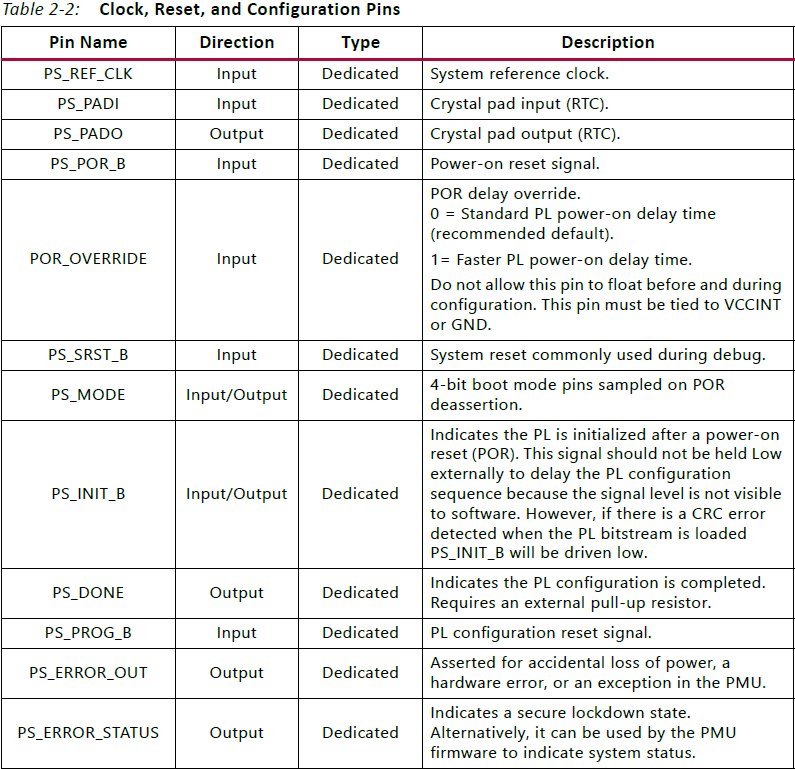 Table 2-2: Clock, Reset, and Configuration Pins
Pin Name Direction Type Description
PS_REF_CLK Input Dedicated System reference clock.
PS_PADI Input Dedicated Crystal pad input (RTC).
PS_PADO Output Dedicated Crystal pad output (RTC).
PS_POR_B Input Dedicated Power-on reset signal.
POR_OVERRIDE Input Dedicated POR delay override.
0 = Standard PL power-on delay time
(recommended default).
1= Faster PL power-on delay time.
Do not allow this pin to float before and during
configuration. This pin must be tied to VCCINT
or GND.
PS_SRST_B Input Dedicated System reset commonly used during debug.
PS_MODE Input/Output Dedicated 4-bit boot mode pins sampled on POR
deassertion.
PS_INIT_B Input/Output Dedicated Indicates the PL is initialized after a power-on
reset (POR). This signal should not be held Low
externally to delay the PL configuration
sequence because the signal level is not visible
to software. However, if there is a CRC error
detected when the PL bitstream is loaded
PS_INIT_B will be driven low.
PS_DONE Output Dedicated Indicates the PL configuration is completed.
Requires an external pull-up resistor.
PS_PROG_B Input Dedicated PL configuration reset signal.
PS_ERROR_OUT Output Dedicated Asserted for accidental loss of power, a
hardware error, or an exception in the PMU.
PS_ERROR_STATUS Output Dedicated Indicates a secure lockdown state.
Alternatively, it can be used by the PMU
firmware to indicate system status.